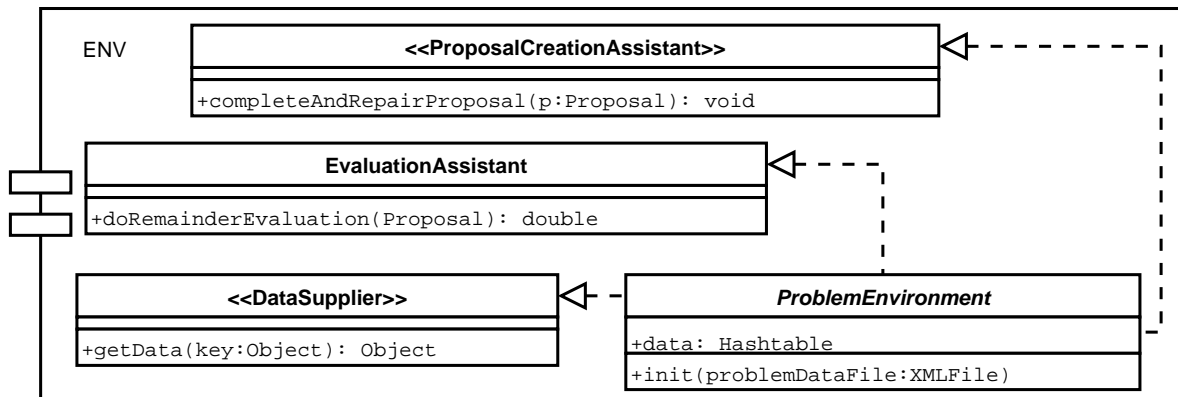 ENV
<<ProposalCreationAssistant>>
+completeAndRepairProposal(p:Proposal): void
EvaluationAssistant
+doRemainderEvaluation(Proposal): double
<<DataSupplier>>
+getData(key:Object): Object
ProblemEnvironment
+data: Hashtable
+init(problemDataFile:XMLFile)